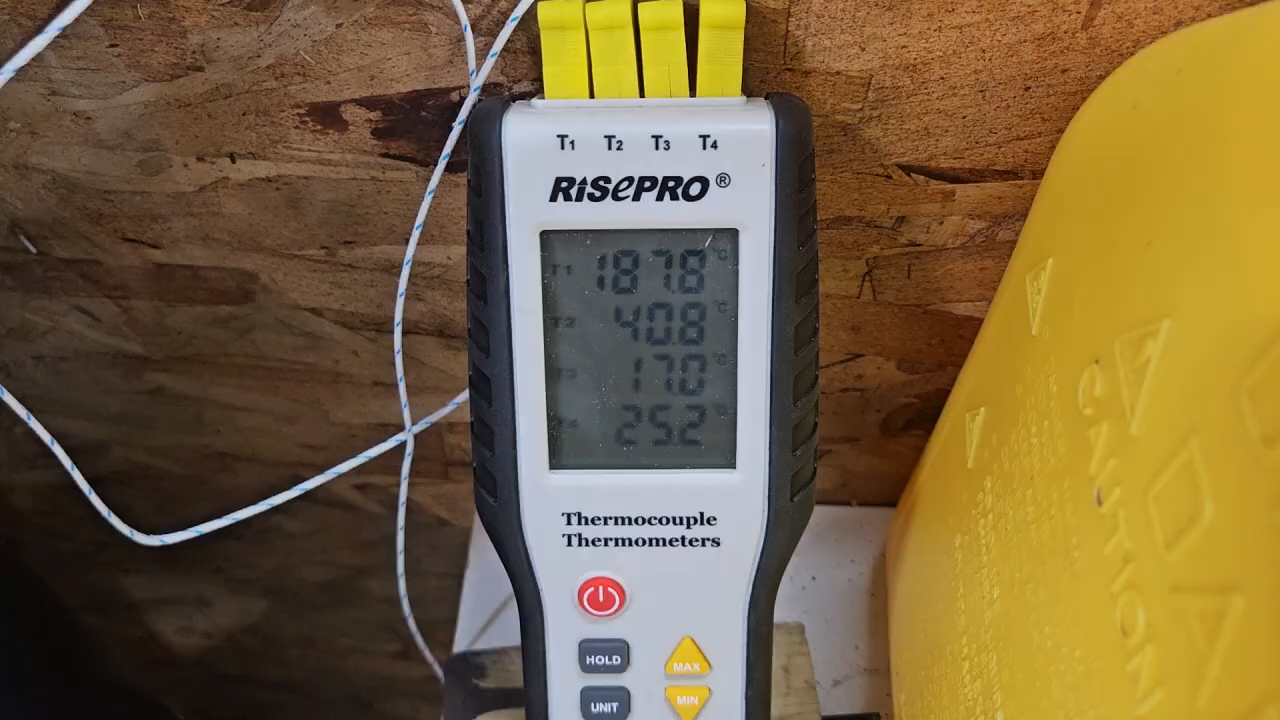 T1 T2 T3 T4
RISePRO®
T1 187.8 °C
T2 40.8 °C
T3 17.0 °C
T4 25.2 °
Thermocouple
Thermometers
HOLD
MAX
UNIT
MIN
CAUTION